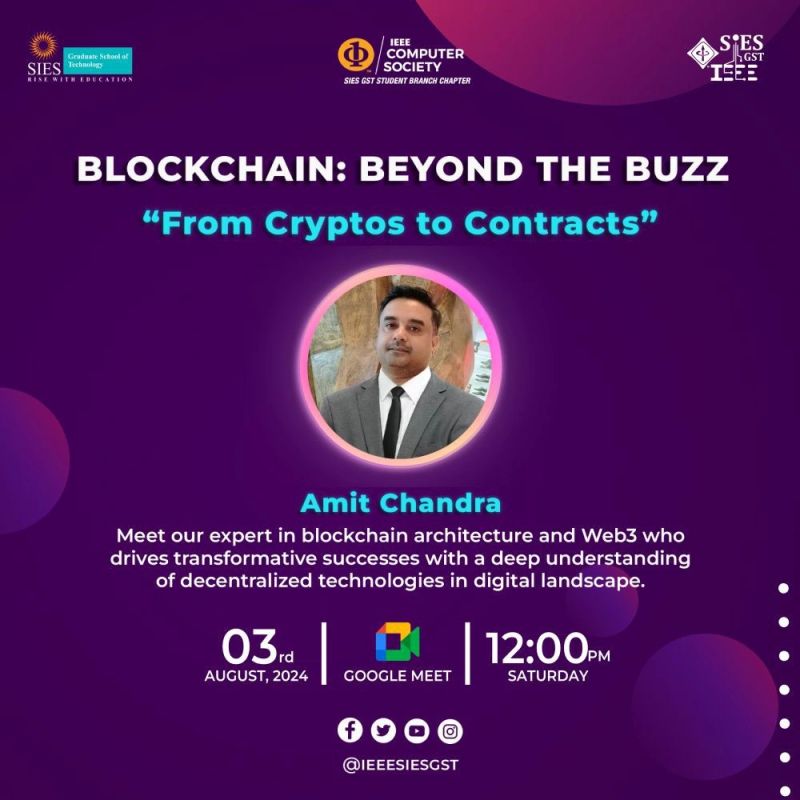 SIES
Graduate School of
Technology
RISE WITH EDUCATION
IEEE
COMPUTER
SOCIETY
SIES GST STUDENT BRANCH CHAPTER
SIES
GST
IEEE
BLOCKCHAIN: BEYOND THE BUZZ
“From Cryptos to Contracts”
Amit Chandra
Meet our expert in blockchain architecture and Web3 who
drives transformative successes with a deep understanding
of decentralized technologies in digital landscape.
03rd
AUGUST, 2024
GOOGLE MEET
12:00PM
SATURDAY
@IEEESIESGST